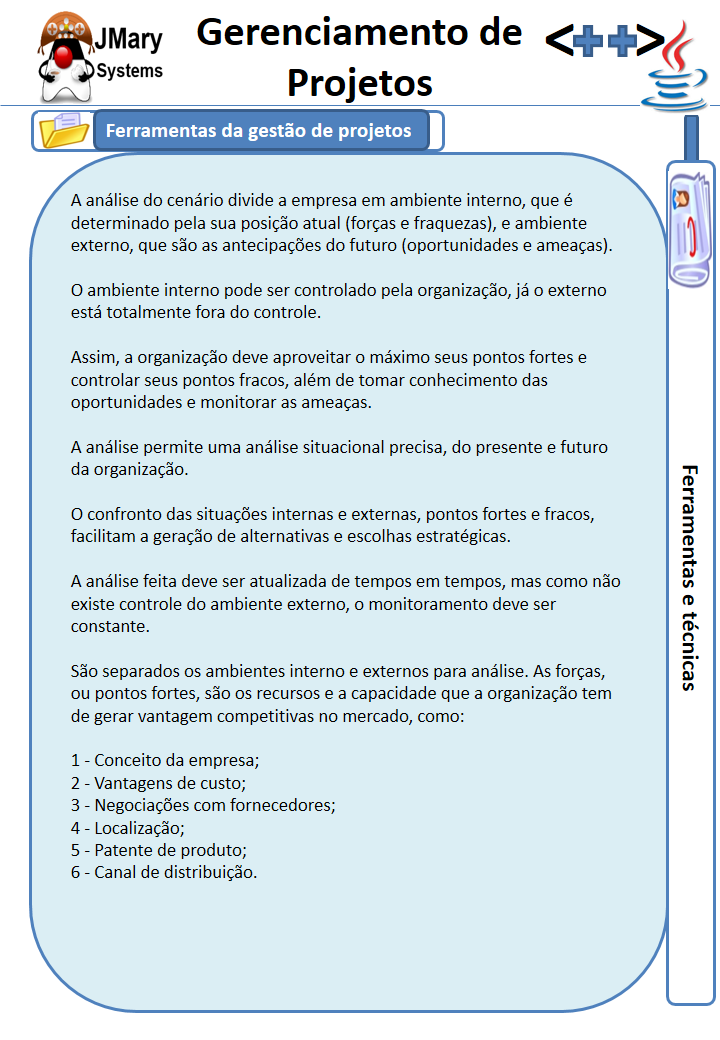 JMary
Systems
Gerenciamento de
Projetos
<++>
Ferramentas da gestão de projetos
A análise do cenário divide a empresa em ambiente interno, que é
determinado pela sua posição atual (forças e fraquezas), e ambiente
externo, que são as antecipações do futuro (oportunidades e ameaças).
O ambiente interno pode ser controlado pela organização, já o externo
está totalmente fora do controle.
Assim, a organização deve aproveitar o máximo seus pontos fortes e
controlar seus pontos fracos, além de tomar conhecimento das
oportunidades e monitorar as ameaças.
A análise permite uma análise situacional precisa, do presente e futuro
da organização.
O confronto das situações internas e externas, pontos fortes e fracos,
facilitam a geração de alternativas e escolhas estratégicas.
A análise feita deve ser atualizada de tempos em tempos, mas como não
existe controle do ambiente externo, o monitoramento deve ser
constante.
São separados os ambientes interno e externos para análise. As forças,
ou pontos fortes, são os recursos e a capacidade que a organização tem
de gerar vantagem competitivas no mercado, como:
1 - Conceito da empresa;
2 - Vantagens de custo;
3 - Negociações com fornecedores;
4 - Localização;
5 - Patente de produto;
6 - Canal de distribuição.
Ferramentas e técnicas